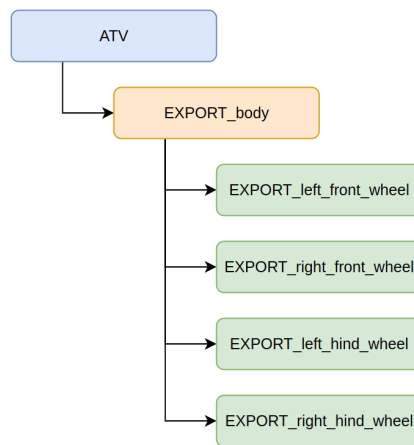 ATV
EXPORT_body
EXPORT_left_front_wheel
EXPORT_right_front_wheel
EXPORT_left_hind_wheel
EXPORT_right_hind_wheel